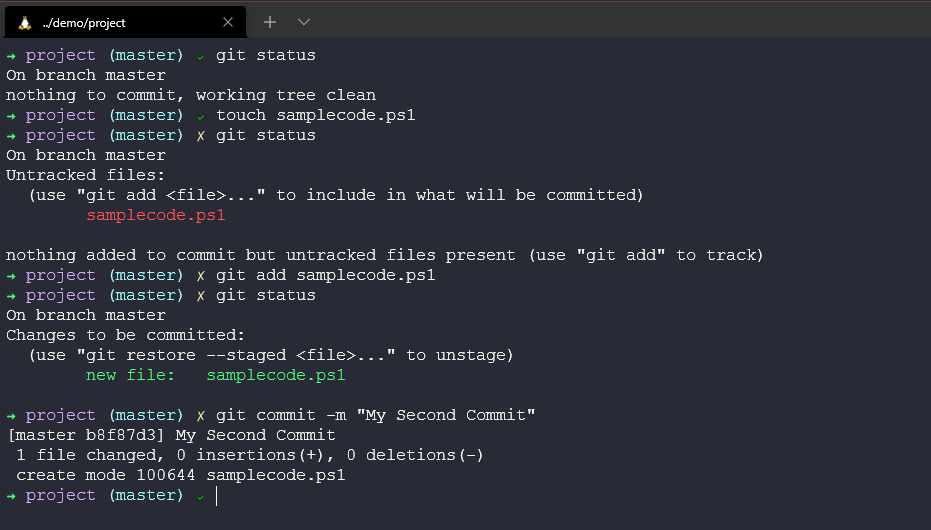 ../demo/project
→ project (master) ✓ git status
On branch master
nothing to commit, working tree clean
→ project (master) ✓ touch samplecode.ps1
→ project (master) ✗ git status
On branch master
Untracked files:
  (use "git add <file>..." to include in what will be committed)
        samplecode.ps1
nothing added to commit but untracked files present (use "git add" to track)
→ project (master) ✗ git add samplecode.ps1
→ project (master) ✗ git status
On branch master
Changes to be committed:
  (use "git restore --staged <file>..." to unstage)
        new file:   samplecode.ps1
→ project (master) ✗ git commit -m "My Second Commit"
[master b8f87d3] My Second Commit
 1 file changed, 0 insertions(+), 0 deletions(-)
 create mode 100644 samplecode.ps1
→ project (master) ✓